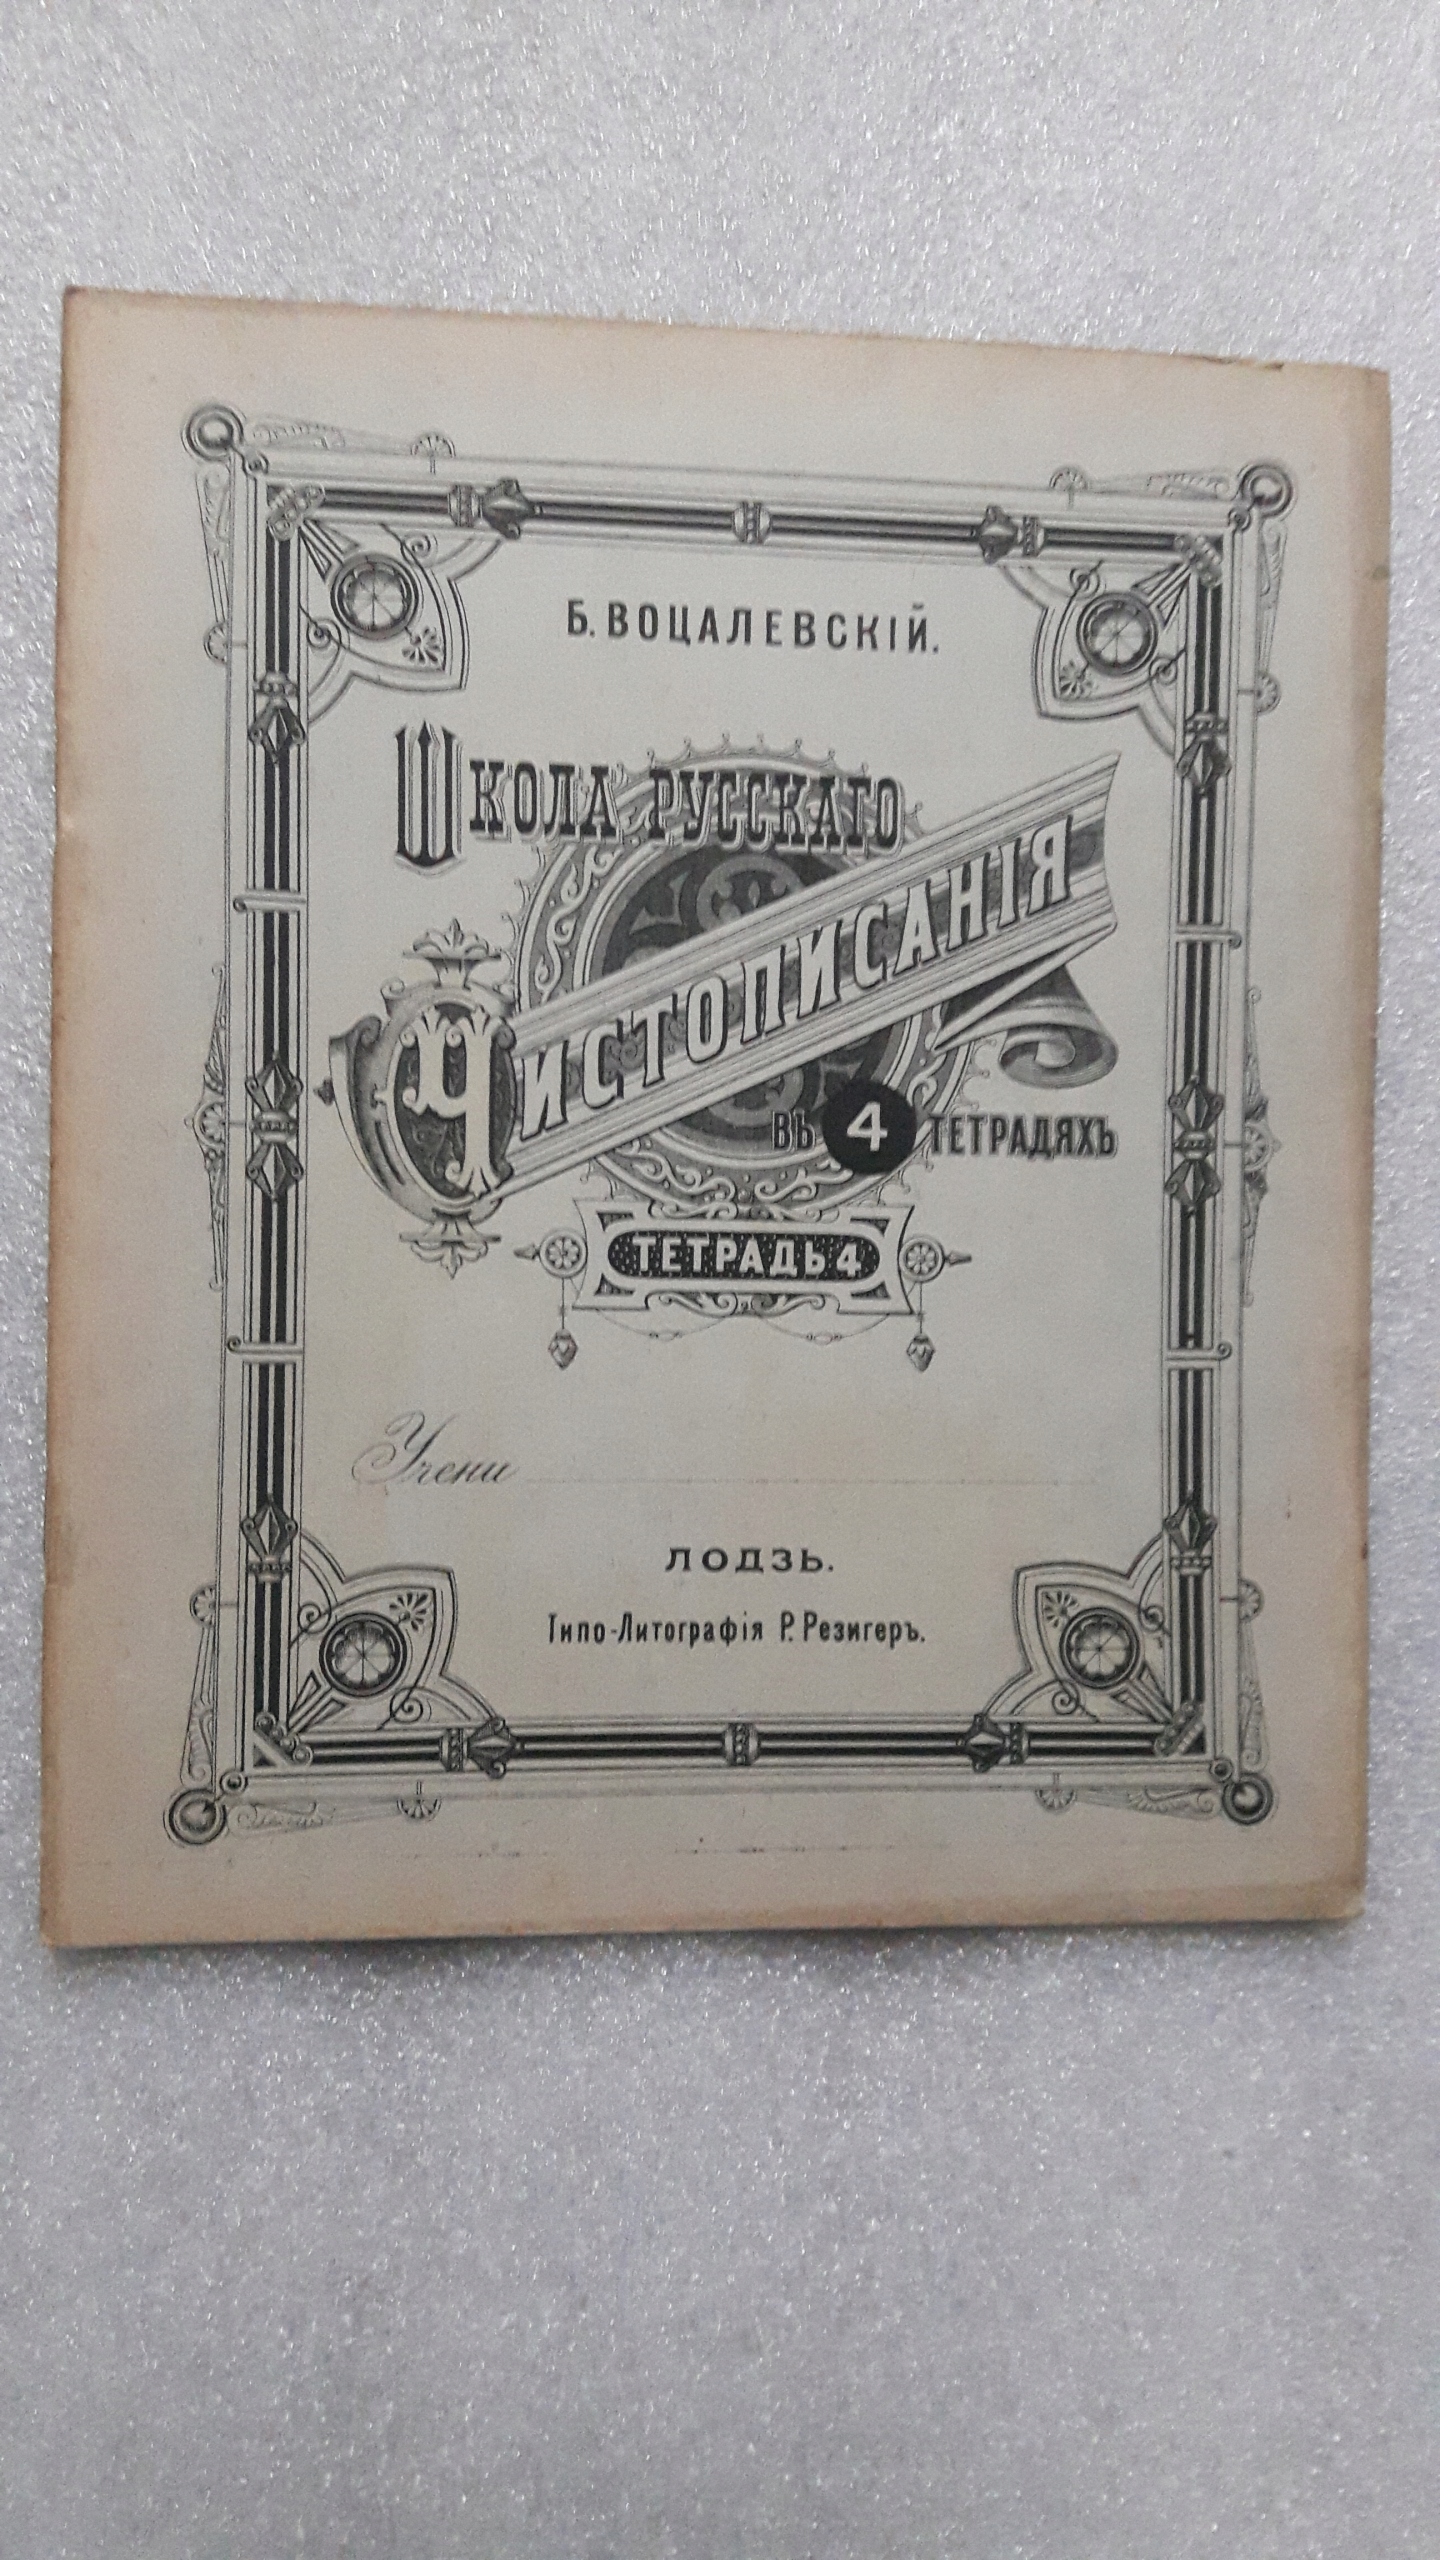 Б. ВОЦАЛЕВСКІЙ.
ШКОЛА РУССКАГО
ЧИСТОПИСАНІЯ
ВЪ 4 ТЕТРАДЯХЪ
ТЕТРАДЬ 4
Учени
ЛОДЗЬ.
Типо-Литографія Р. Резигеръ.